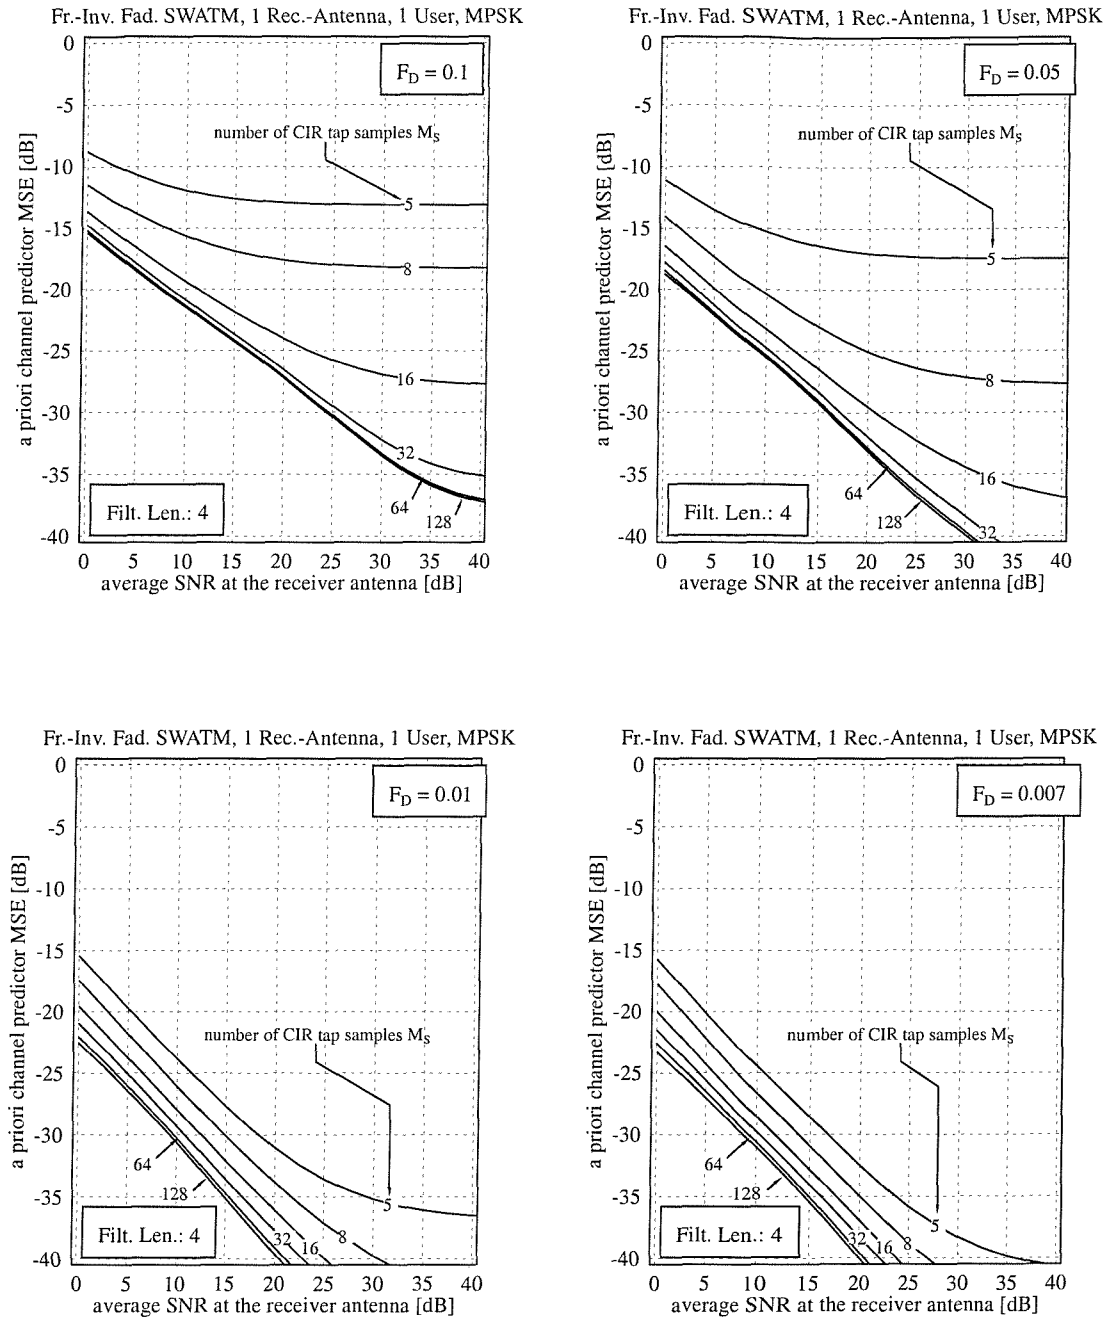 Fr.-Inv. Fad. SWATM, 1 Rec.-Antenna, 1 User, MPSK
F_D = 0.1
number of CIR tap samples M_S
a priori channel predictor MSE [dB]
0
-5
-10
-15
-20
-25
-30
-35
-40
5
8
16
32
64
128
Filt. Len.: 4
0 5 10 15 20 25 30 35 40
average SNR at the receiver antenna [dB]
Fr.-Inv. Fad. SWATM, 1 Rec.-Antenna, 1 User, MPSK
F_D = 0.05
number of CIR tap samples M_S
a priori channel predictor MSE [dB]
0
-5
-10
-15
-20
-25
-30
-35
-40
5
8
16
64
128
32
Filt. Len.: 4
0 5 10 15 20 25 30 35 40
average SNR at the receiver antenna [dB]
Fr.-Inv. Fad. SWATM, 1 Rec.-Antenna, 1 User, MPSK
F_D = 0.01
number of CIR tap samples M_S
a priori channel predictor MSE [dB]
0
-5
-10
-15
-20
-25
-30
-35
-40
64
128
5
32
16
8
Filt. Len.: 4
0 5 10 15 20 25 30 35 40
average SNR at the receiver antenna [dB]
Fr.-Inv. Fad. SWATM, 1 Rec.-Antenna, 1 User, MPSK
F_D = 0.007
number of CIR tap samples M_S
a priori channel predictor MSE [dB]
0
-5
-10
-15
-20
-25
-30
-35
-40
64
128
5
32
16
8
Filt. Len.: 4
0 5 10 15 20 25 30 35 40
average SNR at the receiver antenna [dB]